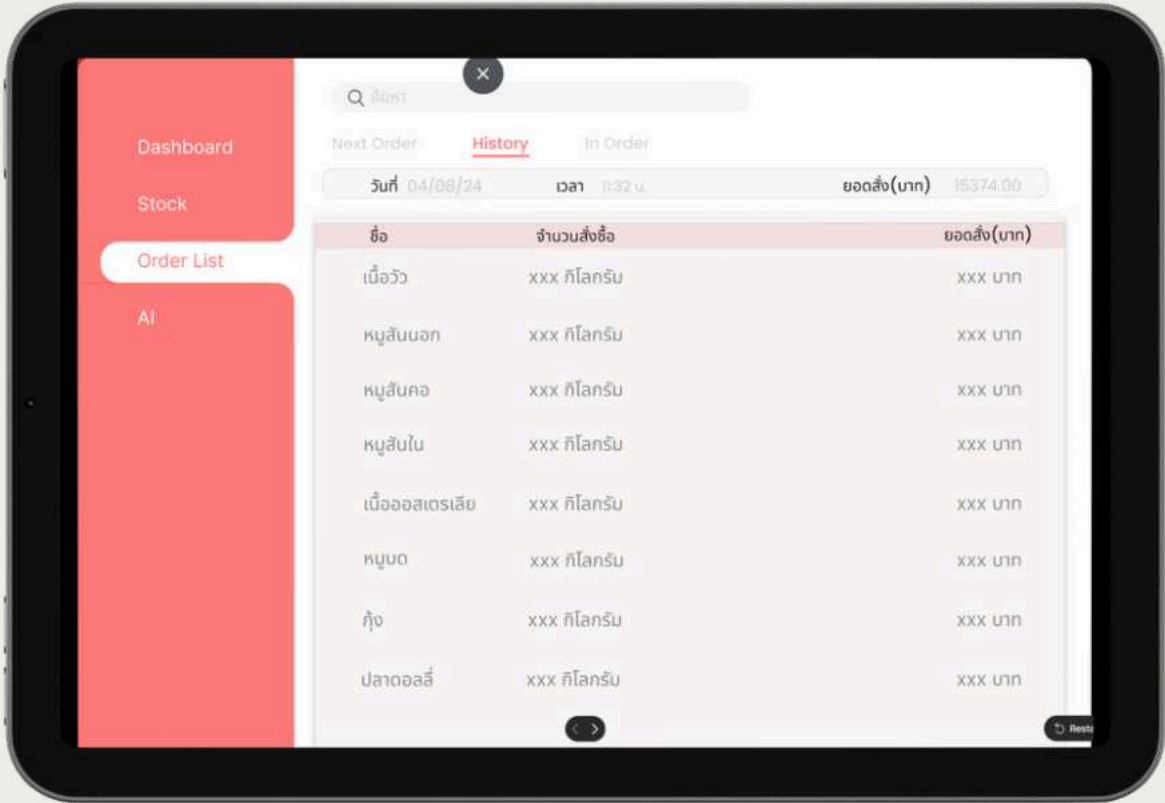 ค้นหา
Dashboard
Stock
Order List
AI
Next Order History In Order
วันที่ 04/08/24 เวลา 11:32 น. ยอดสั่ง(บาท) 15374.00
ชื่อ จำนวนสั่งซื้อ ยอดสั่ง(บาท)
เนื้อวัว xxx กิโลกรัม xxx บาท
หมูสันนอก xxx กิโลกรัม xxx บาท
หมูสันคอ xxx กิโลกรัม xxx บาท
หมูสันใน xxx กิโลกรัม xxx บาท
เนื้อออสเตรเลีย xxx กิโลกรัม xxx บาท
หมูบด xxx กิโลกรัม xxx บาท
กุ้ง xxx กิโลกรัม xxx บาท
ปลาดอลลี่ xxx กิโลกรัม xxx บาท
Resta